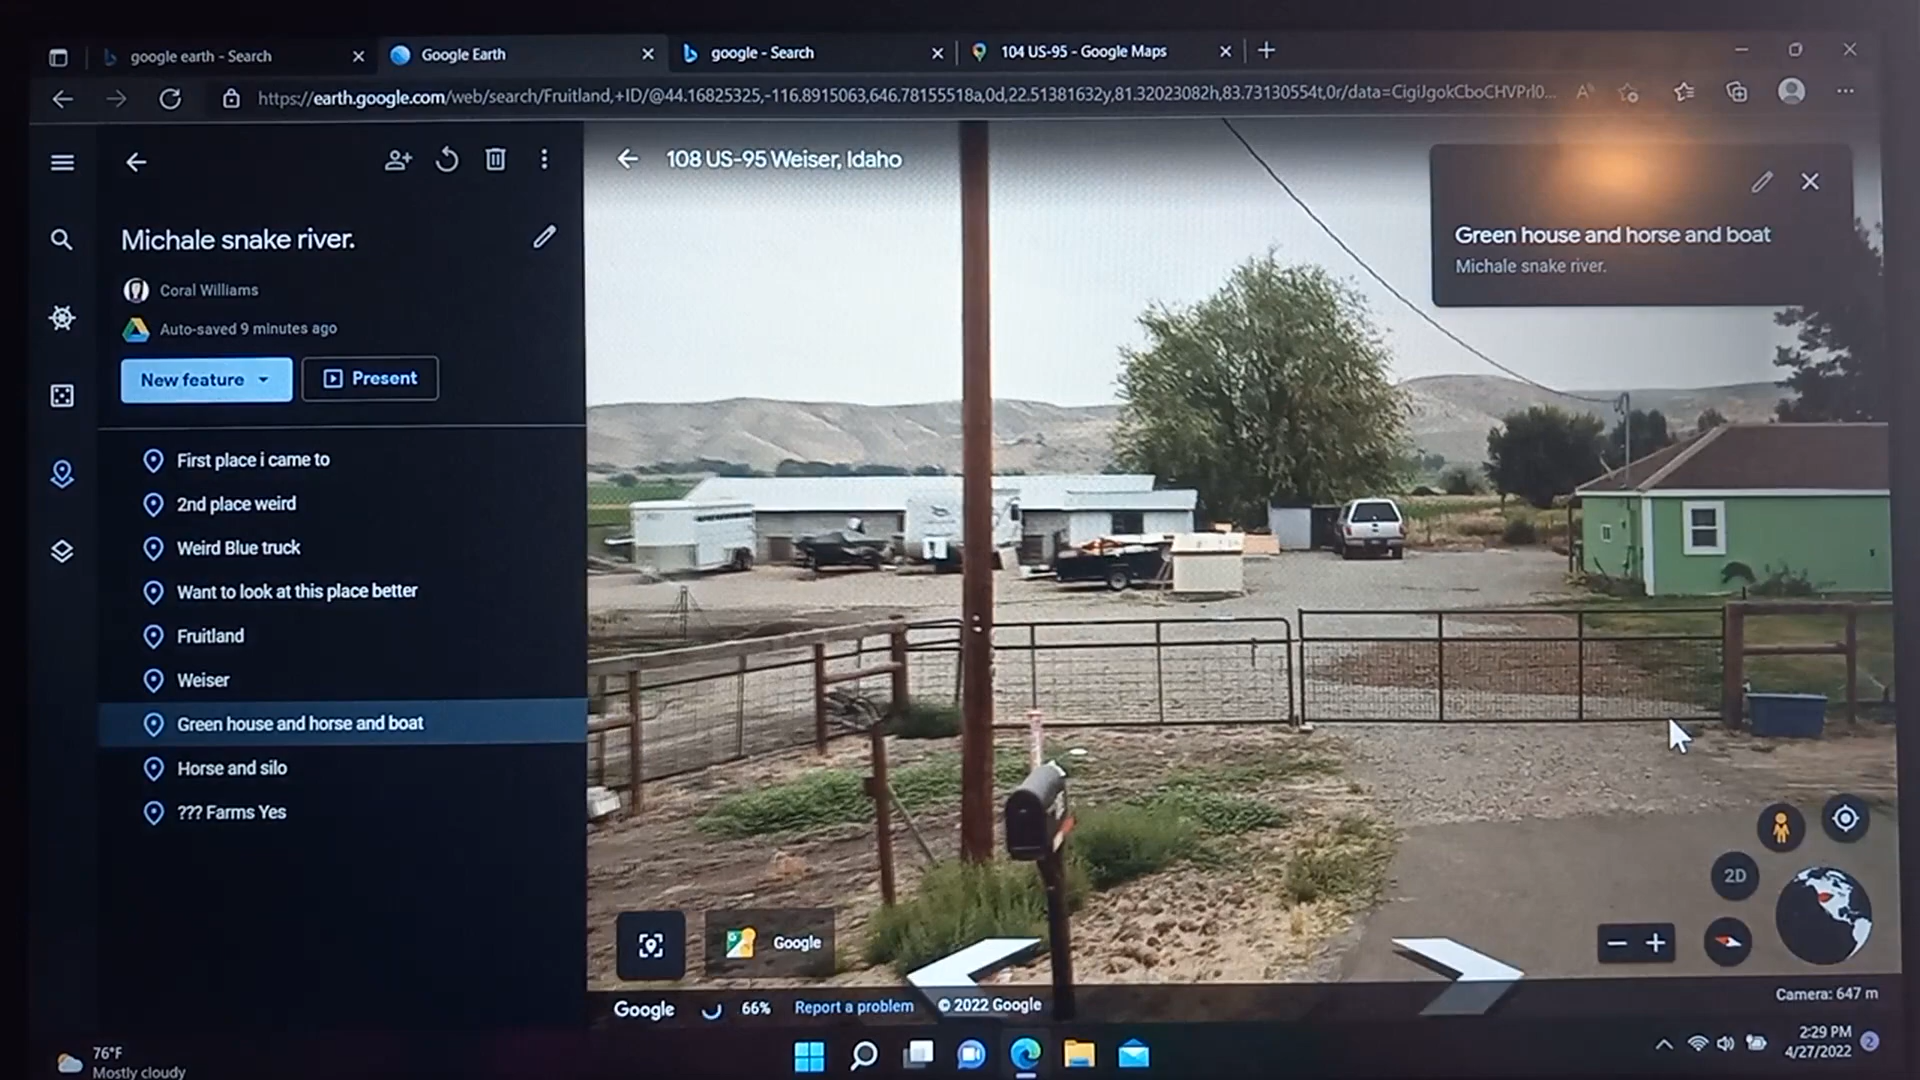 google earth - Search
Google Earth
google - Search
104 US-95 - Google Maps
https://earth.google.com/web/search/Fruitland,+ID/@44.16825325,-116.8915063,646.78155518a,0d,22.51381632y,81.32023082h,83.73130554t,0r/data=CigiJgokCboCHVPrl0...
108 US-95 Weiser, Idaho
Michale snake river.
Coral Williams
Auto-saved 9 minutes ago
New feature
Present
First place i came to
2nd place weird
Weird Blue truck
Want to look at this place better
Fruitland
Weiser
Green house and horse and boat
Horse and silo
??? Farms Yes
Green house and horse and boat
Michale snake river.
2D
Google
Google
66%
Report a problem
© 2022 Google
Camera: 647 m
76°F
Mostly cloudy
2:29 PM
4/27/2022
2